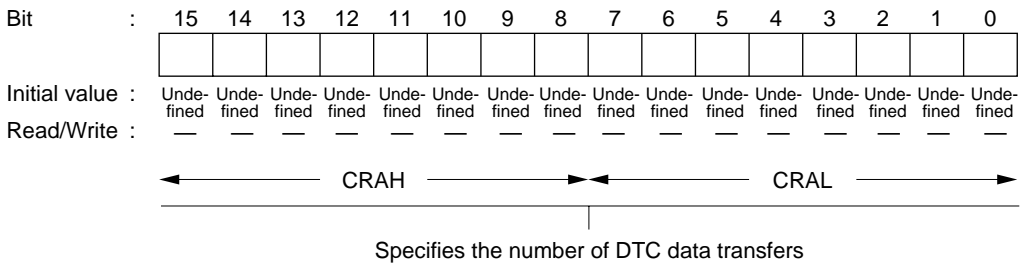 Bit : 15 14 13 12 11 10 9 8 7 6 5 4 3 2 1 0
Initial value : Unde- Unde- Unde- Unde- Unde- Unde- Unde- Unde- Unde- Unde- Unde- Unde- Unde- Unde- Unde- Unde-
fined fined fined fined fined fined fined fined fined fined fined fined fined fined fined fined
Read/Write : — — — — — — — — — — — — — — — —
CRAH CRAL
Specifies the number of DTC data transfers